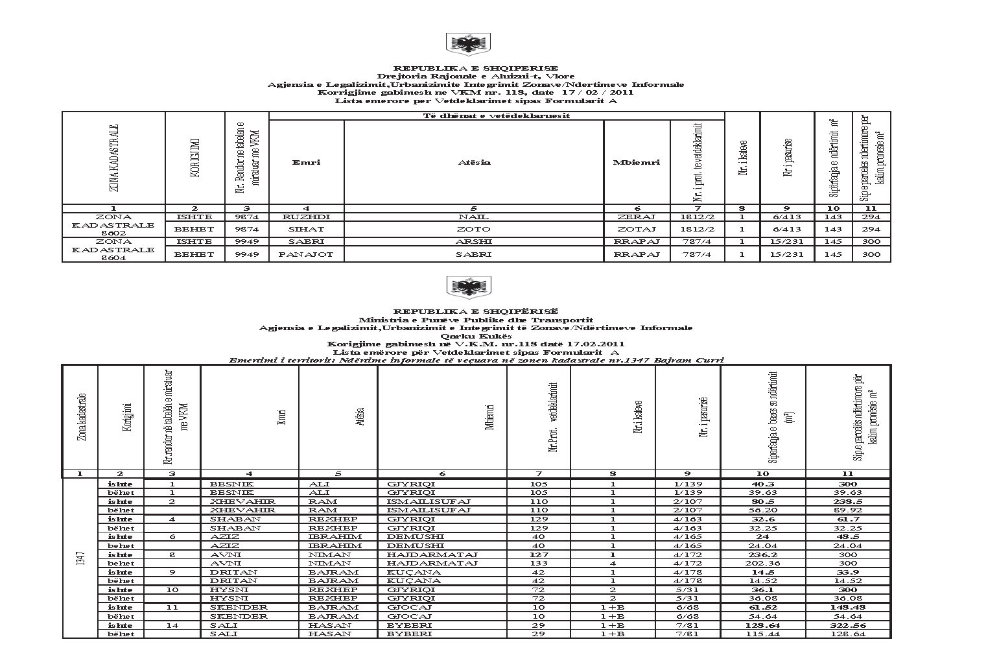 REPUBLIKA E SHQIPERISE
Drejtoria Rajonale e Aluizni-t, Vlore
Agjensia e Legalizimit,Urbanizimite Integrimit Zonave/Ndertimeve Informale
Korrigjime gabimesh ne VKM nr. 118, date 17 / 02 / 2011
Lista emerore per Vetdeklarimet sipas Formularit A
ZONA KADASTRALE
KORIGJIMI
Nr. Rendor ne tabelen e miratuar me VKM
Të dhënat e vetëdeklaruesit
Emri
Atësia
Mbiemri
Nr. i prot. te vetdeklarimit
Nr. i kateve
Nr i pasurise
Sipërfaqja e ndërtimit m²
Sip e parceles ndertimore per kalim pronesie m²
1 2 3 4 5 6 7 8 9 10 11
ZONA KADASTRALE 8602
ISHTE 9874 RUZHDI NAIL ZERAJ 1812/2 1 6/413 143 294
BEHET 9874 SIHAT ZOTO ZOTAJ 1812/2 1 6/413 143 294
ZONA KADASTRALE 8604
ISHTE 9949 SABRI ARSHI RRAPAJ 787/4 1 15/231 145 300
BEHET 9949 PANAJOT SABRI RRAPAJ 787/4 1 15/231 145 300
REPUBLIKA E SHQIPËRISË
Ministria e Punëve Publike dhe Transportit
Agjensia e Legalizimit,Urbanizimit e Integrimit të Zonave/Ndërtimeve Informale
Qarku Kukës
Korigjime gabimesh në V.K.M. nr.118 datë 17.02.2011
Lista emërore për Vetdeklarimet sipas Formularit A
Emertimi i territorit: Ndërtime informale të veçuara në zonen kadastrale nr.1347 Bajram Curri
Zona kadastrale
Korigjimi
Nr.rendor në tabelën e miratuar me VKM
Emri
Atësia
Mbiemri
Nr.Prot. vetdeklarimit
Nr.i kateve
Nr. i pasurisë
Siperfaqja e bazes se ndërtimit (m²)
Sip.e parcelës ndërtimore për kalim pronësie m²
1 2 3 4 5 6 7 8 9 10 11
1347
ishte 1 BESNIK ALI GJYRIQI 105 1 1/139 40.3 300
bëhet 1 BESNIK ALI GJYRIQI 105 1 1/139 39.63 39.63
ishte 2 XHEVAHIR RAM ISMAILISUFAJ 110 1 2/107 80.5 238.5
bëhet XHEVAHIR RAM ISMAILISUFAJ 110 1 2/107 56.20 89.92
ishte 4 SHABAN REXHEP GJYRIQI 129 1 4/163 32.6 61.7
bëhet SHABAN REXHEP GJYRIQI 129 1 4/163 32.25 32.25
ishte 6 AZIZ IBRAHIM DEMUSHI 40 1 4/165 24 48.5
behet AZIZ IBRAHIM DEMUSHI 40 1 4/165 24.04 24.04
ishte 8 AVNI NIMAN HAJDARMATAJ 127 1 4/172 236.2 300
behet AVNI NIMAN HAJDARMATAJ 133 4 4/172 202.36 300
ishte 9 DRITAN BAJRAM KUÇANA 42 1 4/178 14.5 33.9
bëhet DRITAN BAJRAM KUÇANA 42 1 4/178 14.52 14.52
ishte 10 HYSNI REXHEP GJYRIQI 72 2 5/31 36.1 300
bëhet HYSNI REXHEP GJYRIQI 72 2 5/31 36.08 36.08
ishte 11 SKENDER BAJRAM GJOCAJ 10 1+B 6/68 61.52 148.48
bëhet SKENDER BAJRAM GJOCAJ 10 1+B 6/68 54.64 54.64
ishte 14 SALI HASAN BYBERI 29 1+B 7/81 128.64 322.56
bëhet SALI HASAN BYBERI 29 1+B 7/81 115.44 128.64